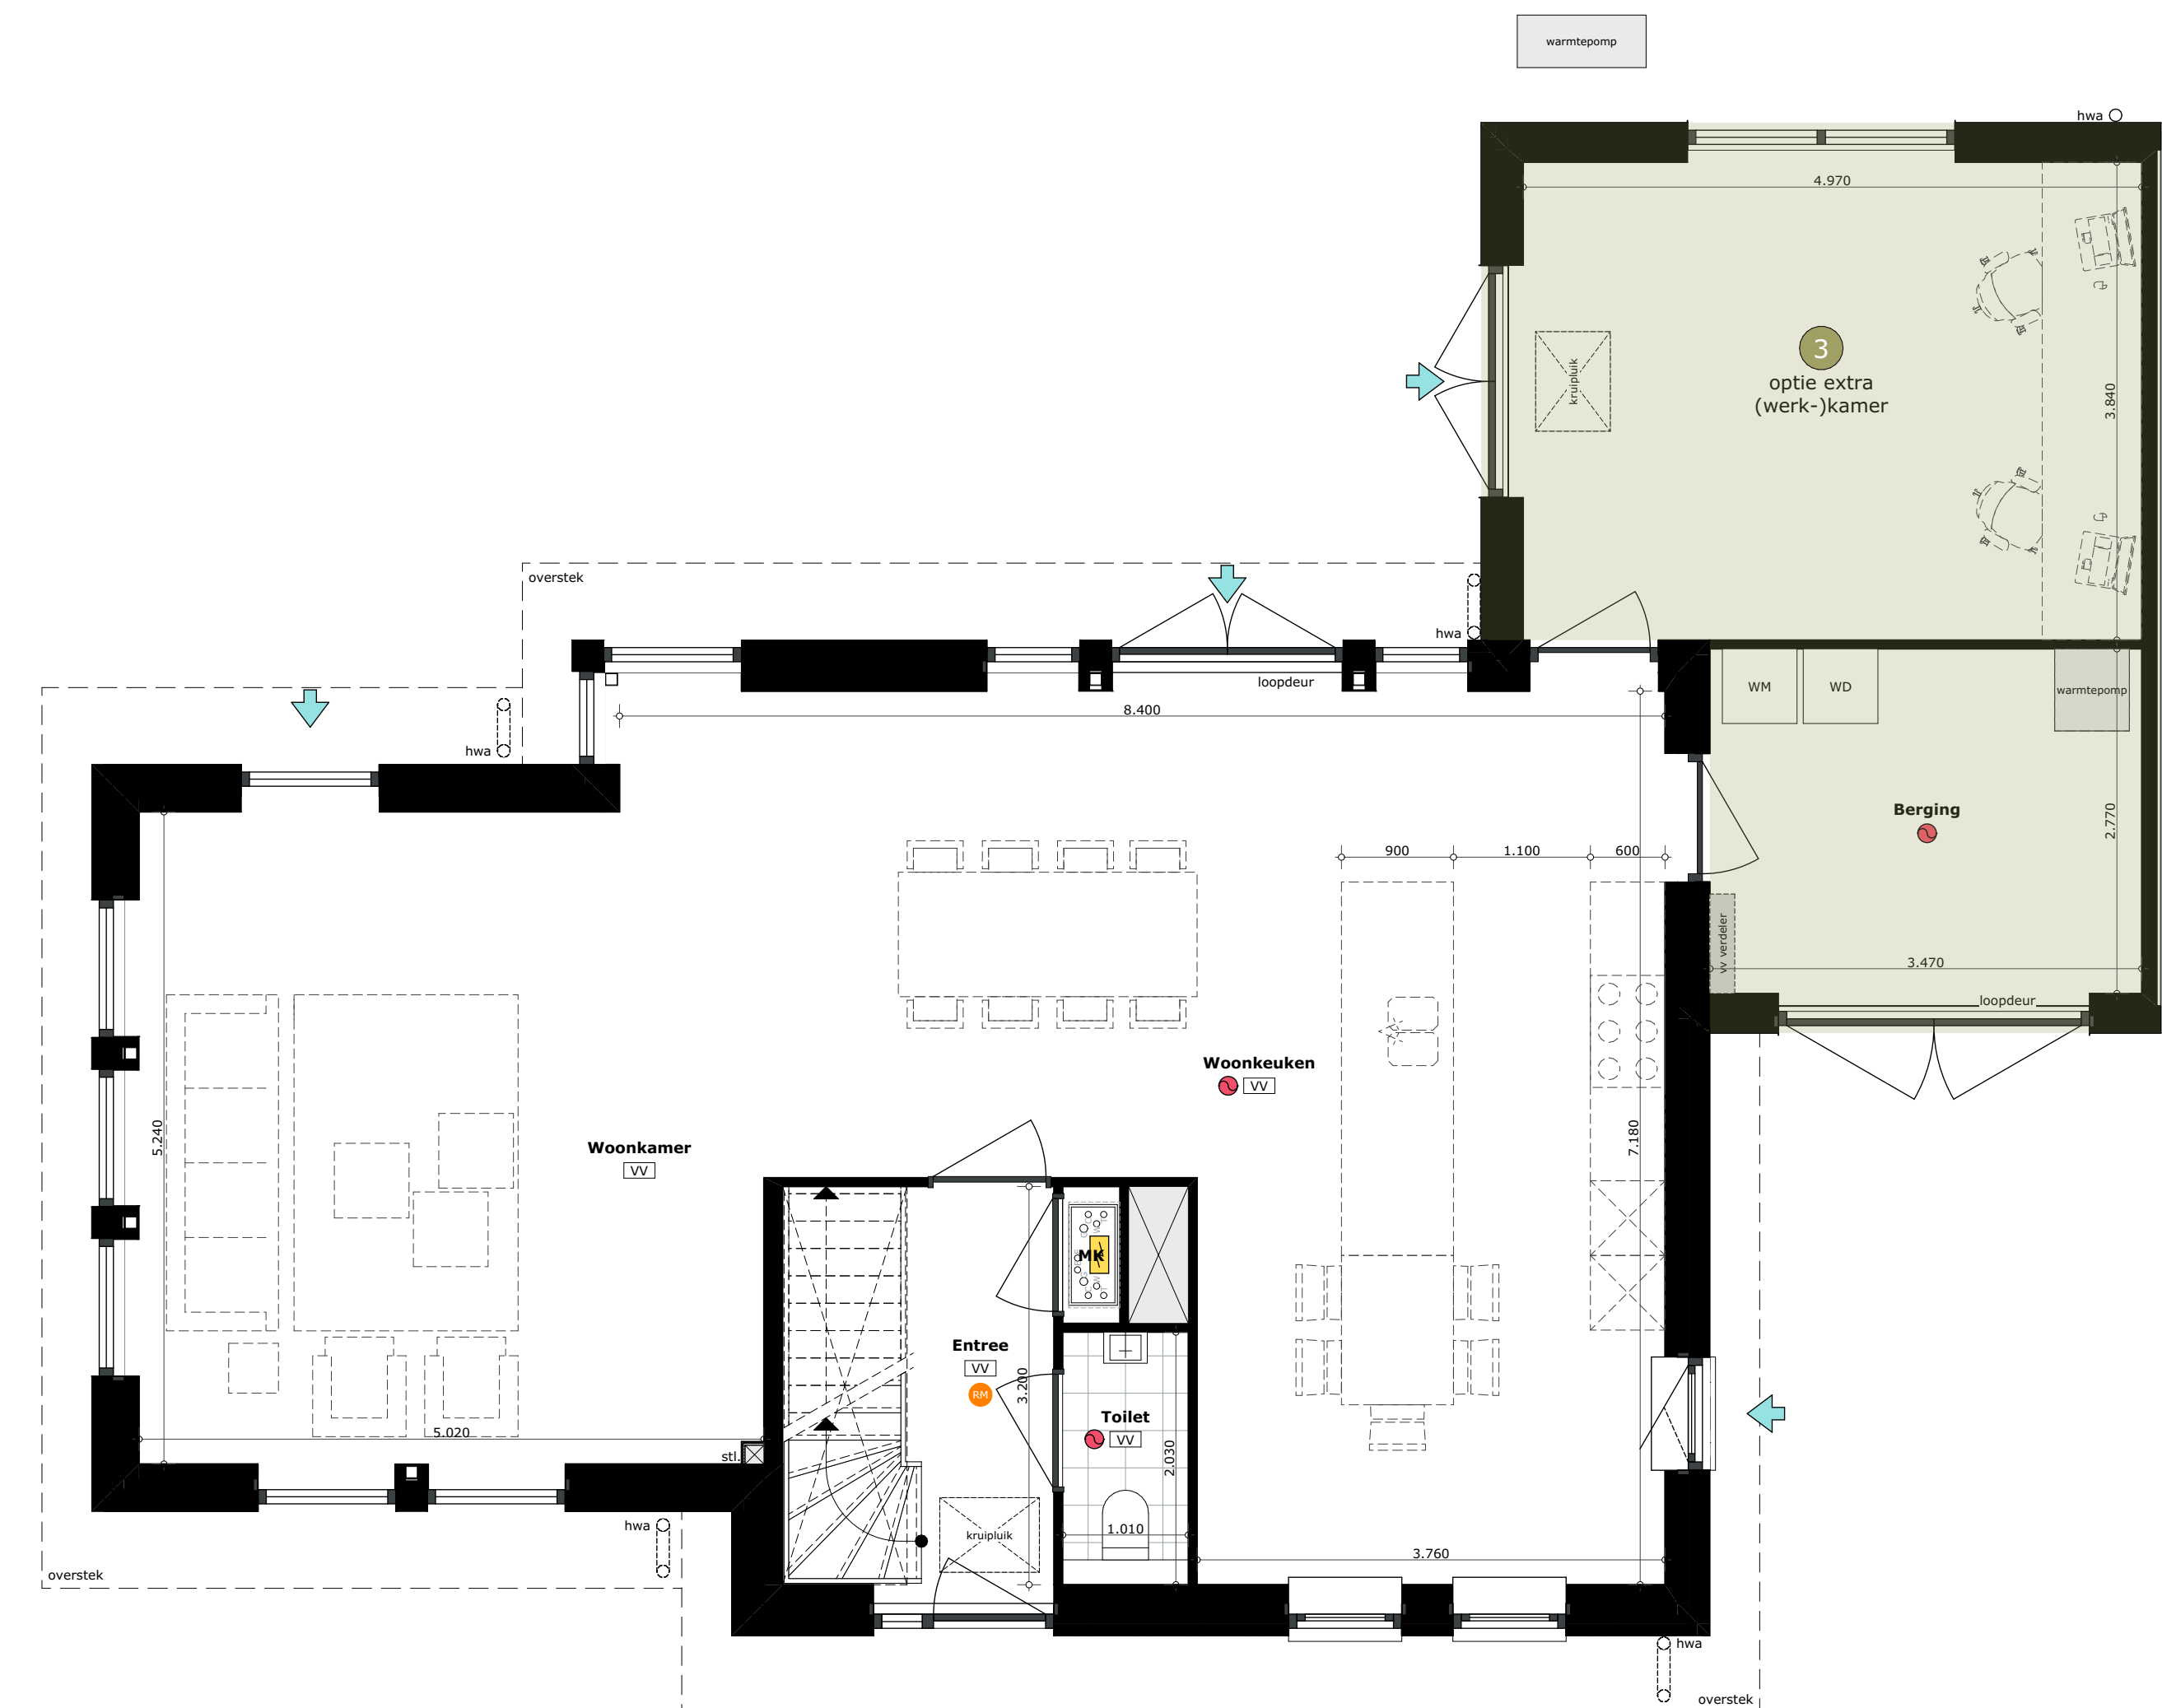 warmtepomp
hwa
4.970
3
optie extra
(werk-)kamer
kruipluik
3.840
overstek
hwa
loopdeur
8.400
WM
WD
warmtepomp
hwa
Berging
2.770
900
1.100
600
vv verdeler
3.470
loopdeur
Woonkeuken
VV
5.240
Woonkamer
VV
7.180
MK
Entree
VV
RM
3.200
Toilet
VV
2.030
5.020
stl.
hwa
kruipluik
1.010
3.760
overstek
hwa
overstek